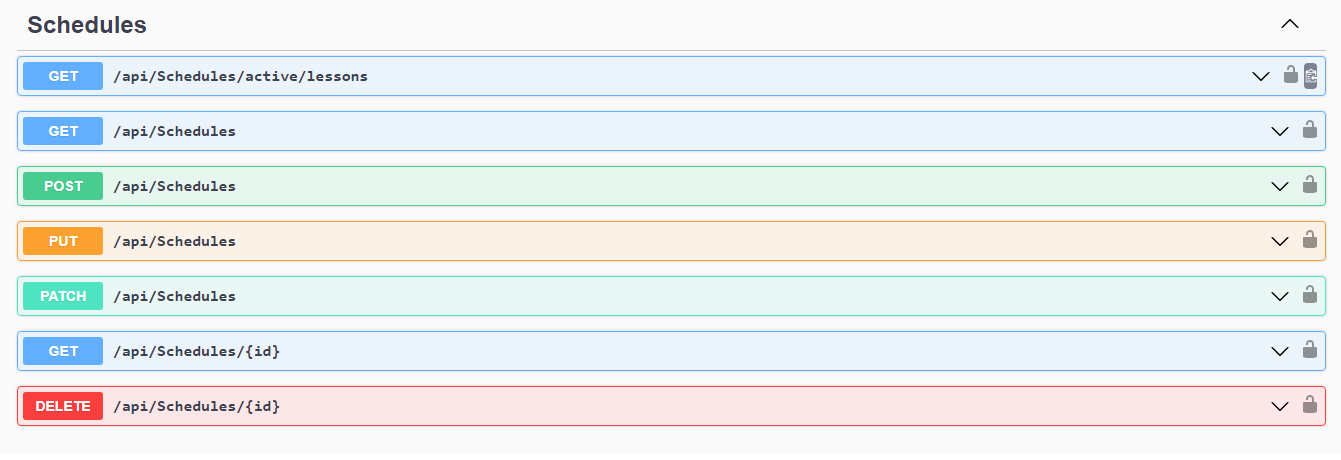 Schedules
GET /api/Schedules/active/lessons
GET /api/Schedules
POST /api/Schedules
PUT /api/Schedules
PATCH /api/Schedules
GET /api/Schedules/{id}
DELETE /api/Schedules/{id}